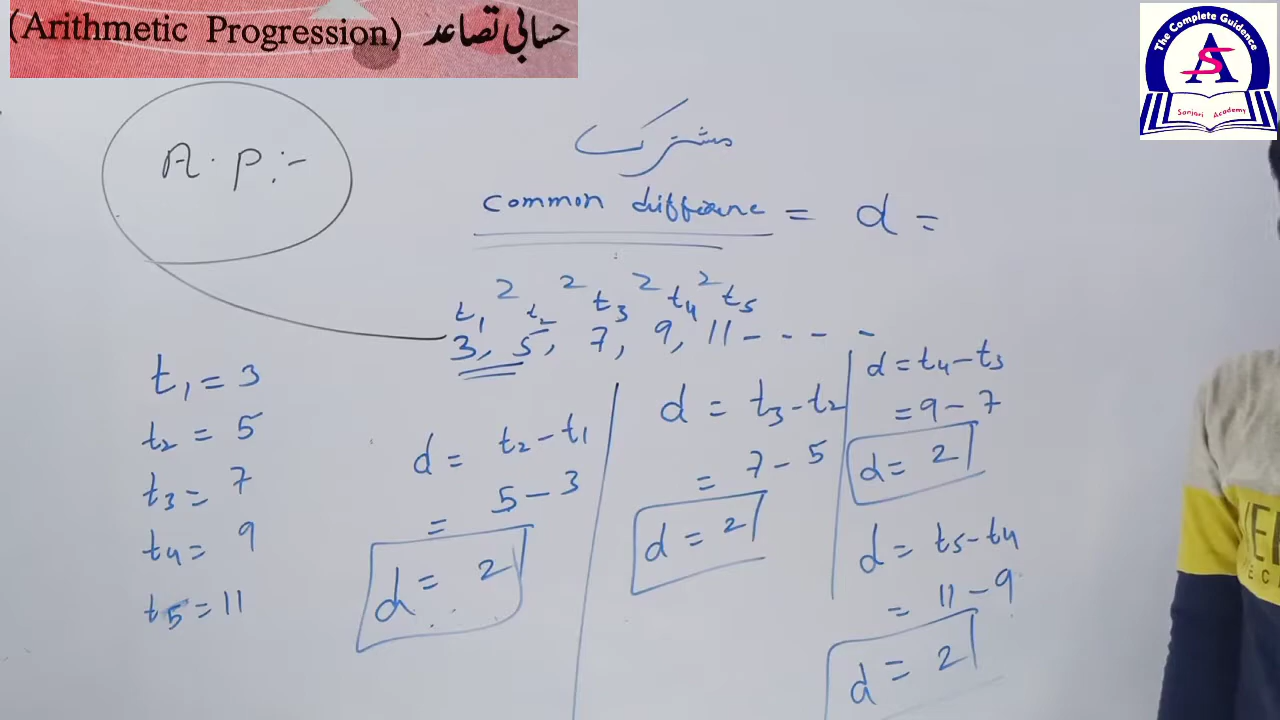 (Arithmetic Progression) حسابی تصاعد
The Complete Guidence
S A
Sanjari Academy
A.P:-
مشترک
common differance = d =
2 2 2 2
t1 t2 t3 t4 t5
3, 5, 7, 9, 11 - - - -
t1 = 3
t2 = 5
t3 = 7
t4 = 9
t5 = 11
d = t2 - t1
= 5 - 3
d = 2
d = t3 - t2
= 7 - 5
d = 2
d = t4 - t3
= 9 - 7
d = 2
d = t5 - t4
= 11 - 9
d = 2